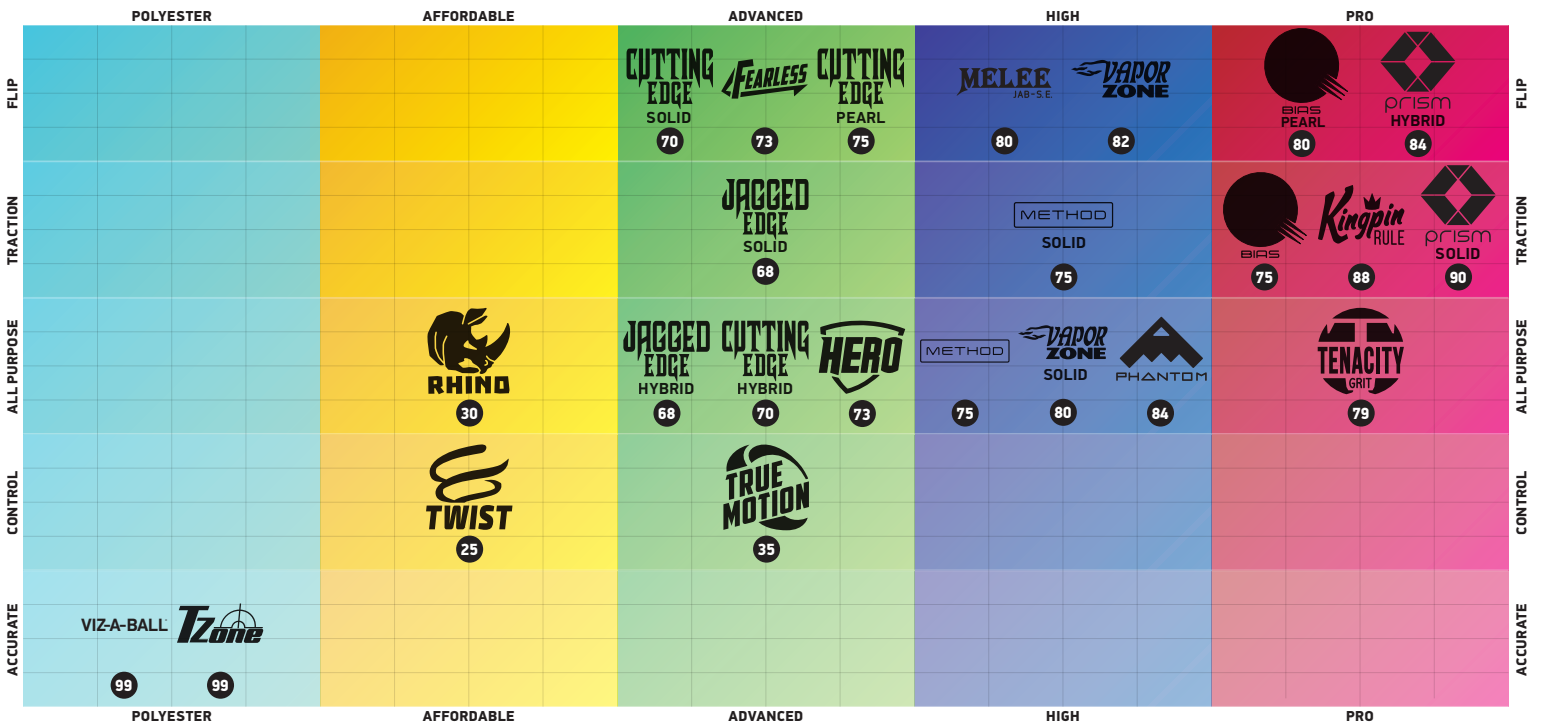 POLYESTER AFFORDABLE ADVANCED HIGH PRO
FLIP
CUTTING EDGE SOLID
70
FEARLESS
73
CUTTING EDGE PEARL
75
MELEE
JAB-S.E.
80
VAPOR ZONE
82
BIAS
PEARL
80
prism
HYBRID
84
FLIP
TRACTION
JAGGED EDGE SOLID
68
METHOD
SOLID
75
BIAS
75
Kingpin
RULE
88
prism
SOLID
90
TRACTION
ALL PURPOSE
RHINO
30
JAGGED EDGE HYBRID
68
CUTTING EDGE HYBRID
70
HERO
73
METHOD
75
VAPOR ZONE
SOLID
80
PHANTOM
84
TENACITY
GRIT
79
ALL PURPOSE
CONTROL
TWIST
25
TRUE MOTION
35
CONTROL
ACCURATE
VIZ-A-BALL
99
TZone
99
ACCURATE
POLYESTER AFFORDABLE ADVANCED HIGH PRO